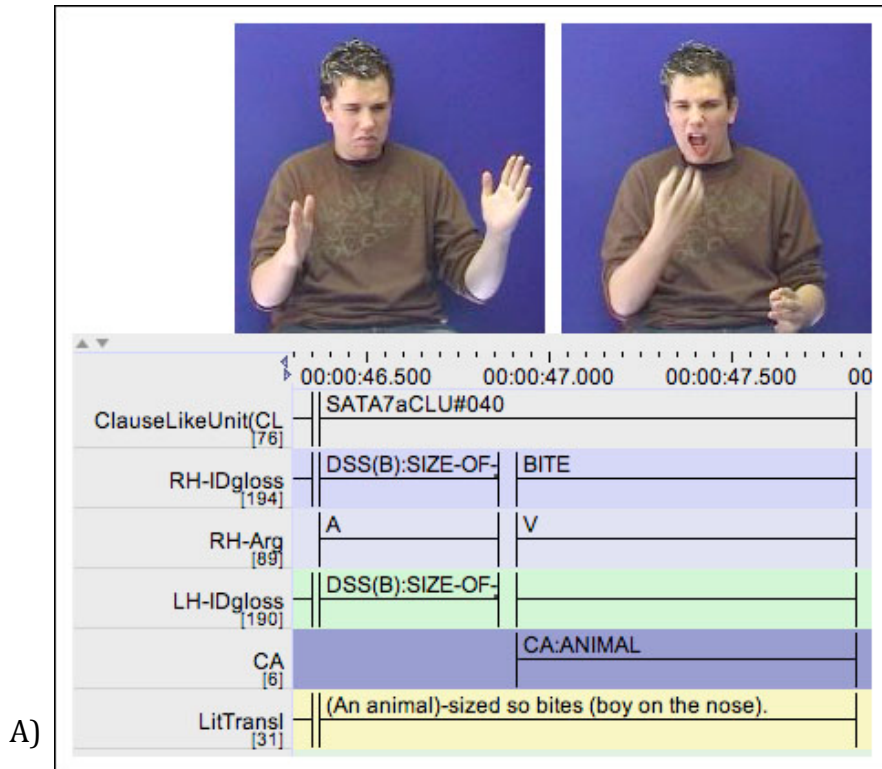 00:00:46.500 00:00:47.000 00:00:47.500 00
ClauseLikeUnit(CL [76] SATA7aCLU#040
RH-IDgloss [194] DSS(B):SIZE-OF- BITE
RH-Arg [89] A V
LH-IDgloss [190] DSS(B):SIZE-OF-
CA [6] CA:ANIMAL
LitTransl [31] (An animal)-sized so bites (boy on the nose).
A)